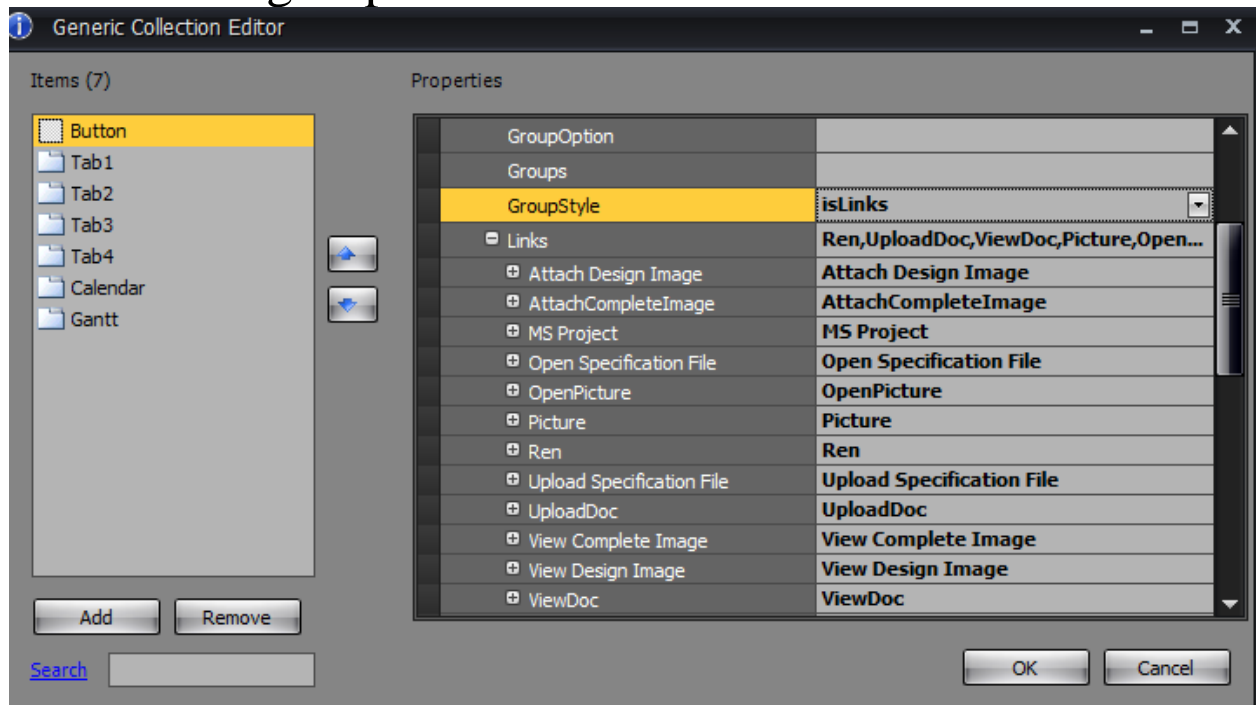 Generic Collection Editor
Items (7)
Properties
Button
Tab1
Tab2
Tab3
Tab4
Calendar
Gantt
GroupOption
Groups
GroupStyle isLinks
Links Ren,UploadDoc,ViewDoc,Picture,Open...
Attach Design Image Attach Design Image
AttachCompleteImage AttachCompleteImage
MS Project MS Project
Open Specification File Open Specification File
OpenPicture OpenPicture
Picture Picture
Ren Ren
Upload Specification File Upload Specification File
UploadDoc UploadDoc
View Complete Image View Complete Image
View Design Image View Design Image
ViewDoc ViewDoc
Add Remove
Search
OK Cancel